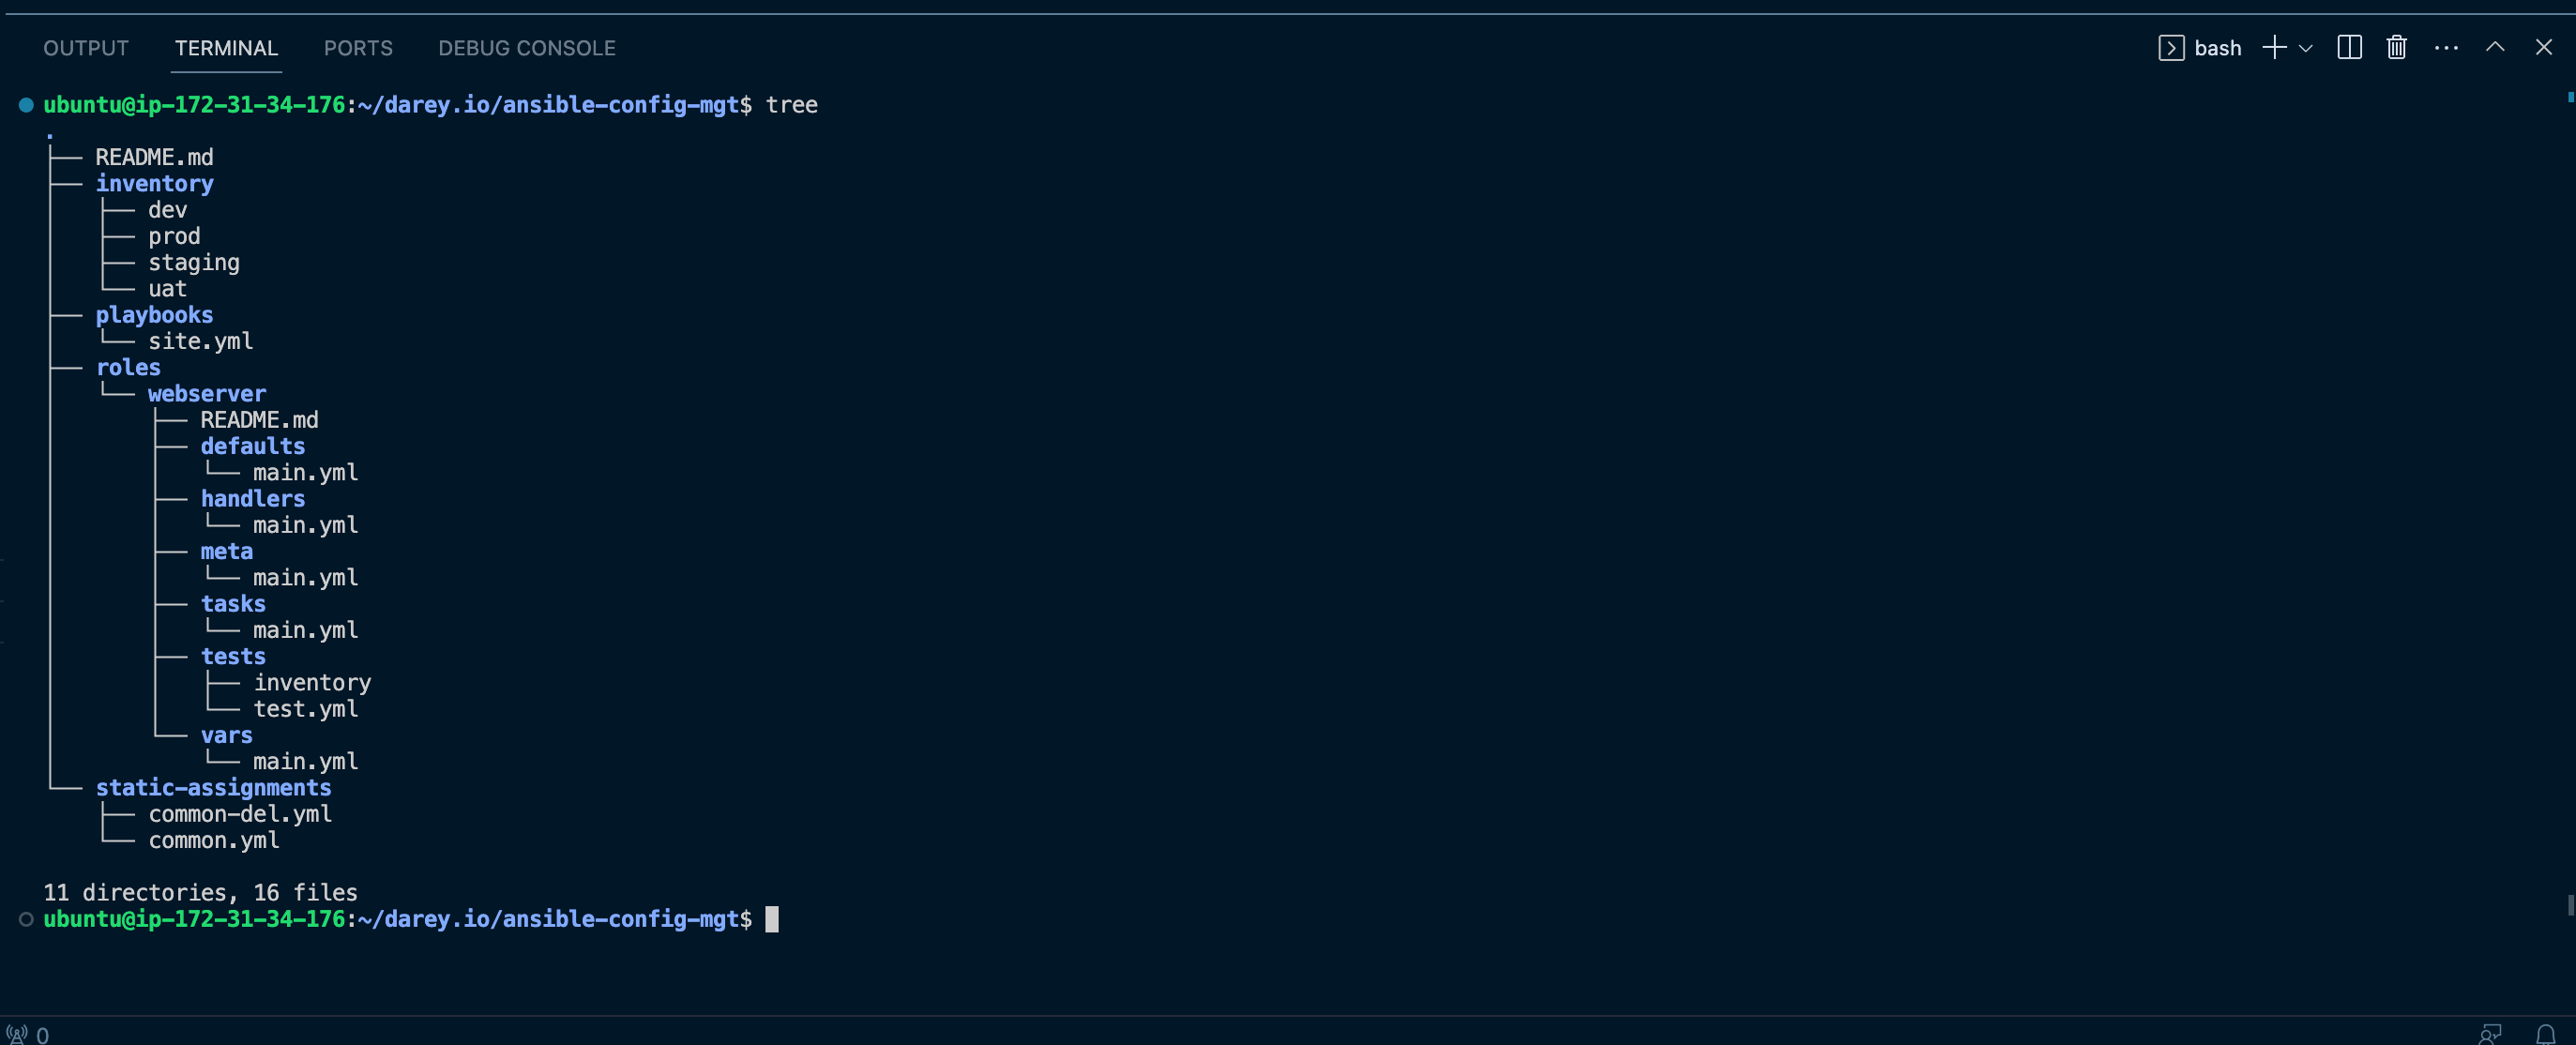 OUTPUT TERMINAL PORTS DEBUG CONSOLE bash
ubuntu@ip-172-31-34-176:~/darey.io/ansible-config-mgt$ tree
.
├── README.md
├── inventory
│   ├── dev
│   ├── prod
│   ├── staging
│   └── uat
├── playbooks
│   └── site.yml
├── roles
│   └── webserver
│       ├── README.md
│       ├── defaults
│       │   └── main.yml
│       ├── handlers
│       │   └── main.yml
│       ├── meta
│       │   └── main.yml
│       ├── tasks
│       │   └── main.yml
│       ├── tests
│       │   ├── inventory
│       │   └── test.yml
│       └── vars
│           └── main.yml
└── static-assignments
    ├── common-del.yml
    └── common.yml
11 directories, 16 files
ubuntu@ip-172-31-34-176:~/darey.io/ansible-config-mgt$
0